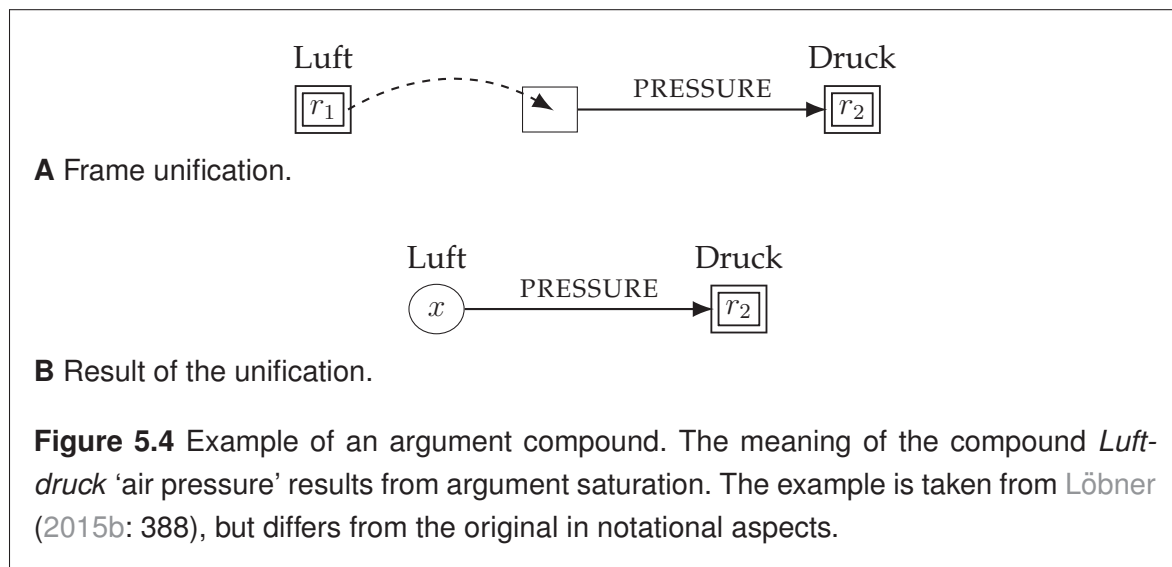 Luft Druck
r₁ PRESSURE r₂
A Frame unification.
Luft Druck
x PRESSURE r₂
B Result of the unification.
Figure 5.4 Example of an argument compound. The meaning of the compound Luft-
druck ‘air pressure’ results from argument saturation. The example is taken from Löbner
(2015b: 388), but differs from the original in notational aspects.